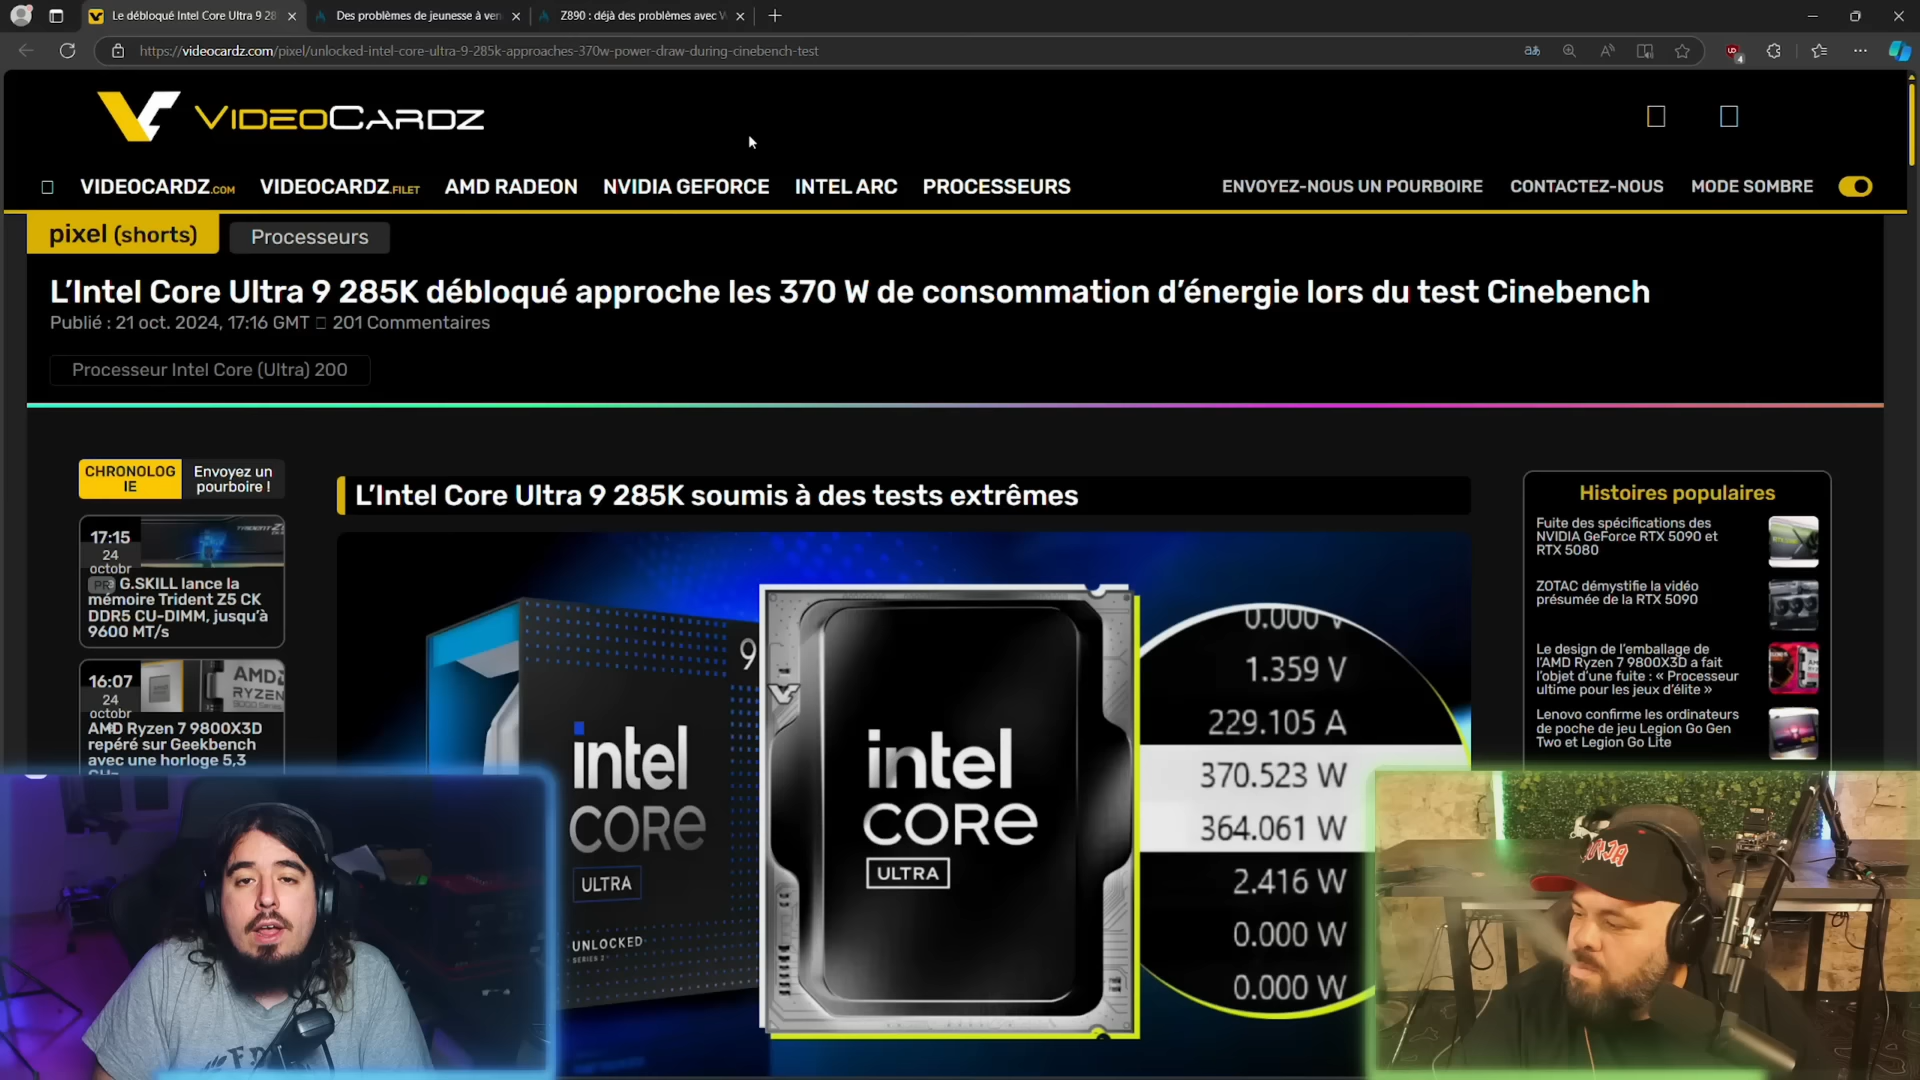 Le débloqué Intel Core Ultra 9 28
Des problèmes de jeunesse à ven
Z890 : déjà des problèmes avec
https://videocardz.com/pixel/unlocked-intel-core-ultra-9-285k-approaches-370w-power-draw-during-cinebench-test
VIDEOCARDZ
VIDEOCARDZ.COM
VIDEOCARDZ.FILET
AMD RADEON
NVIDIA GEFORCE
INTEL ARC
PROCESSEURS
ENVOYEZ-NOUS UN POURBOIRE
CONTACTEZ-NOUS
MODE SOMBRE
pixel (shorts)
Processeurs
L’Intel Core Ultra 9 285K débloqué approche les 370 W de consommation d’énergie lors du test Cinebench
Publié : 21 oct. 2024, 17:16 GMT 201 Commentaires
Processeur Intel Core (Ultra) 200
CHRONOLOG
IE
Envoyez un
pourboire !
17:15
24
octobr
PR G.SKILL lance la
mémoire Trident Z5 CK
DDR5 CU-DIMM, jusqu’à
9600 MT/s
16:07
24
octobr
AMD
RYZEN
AMD Ryzen 7 9800X3D
repéré sur Geekbench
avec une horloge 5,3
L’Intel Core Ultra 9 285K soumis à des tests extrêmes
9
intel
CORE
ULTRA
UNLOCKED
SERIES 2
intel
CORE
ULTRA
0.000 V
1.359 V
229.105 A
370.523 W
364.061 W
2.416 W
0.000 W
0.000 W
Histoires populaires
Fuite des spécifications des
NVIDIA GeForce RTX 5090 et
RTX 5080
ZOTAC démystifie la vidéo
présumée de la RTX 5090
Le design de l’emballage de
l’AMD Ryzen 7 9800X3D a fait
l’objet d’une fuite : « Processeur
ultime pour les jeux d’élite »
Lenovo confirme les ordinateurs
de poche de jeu Legion Go Gen
Two et Legion Go Lite